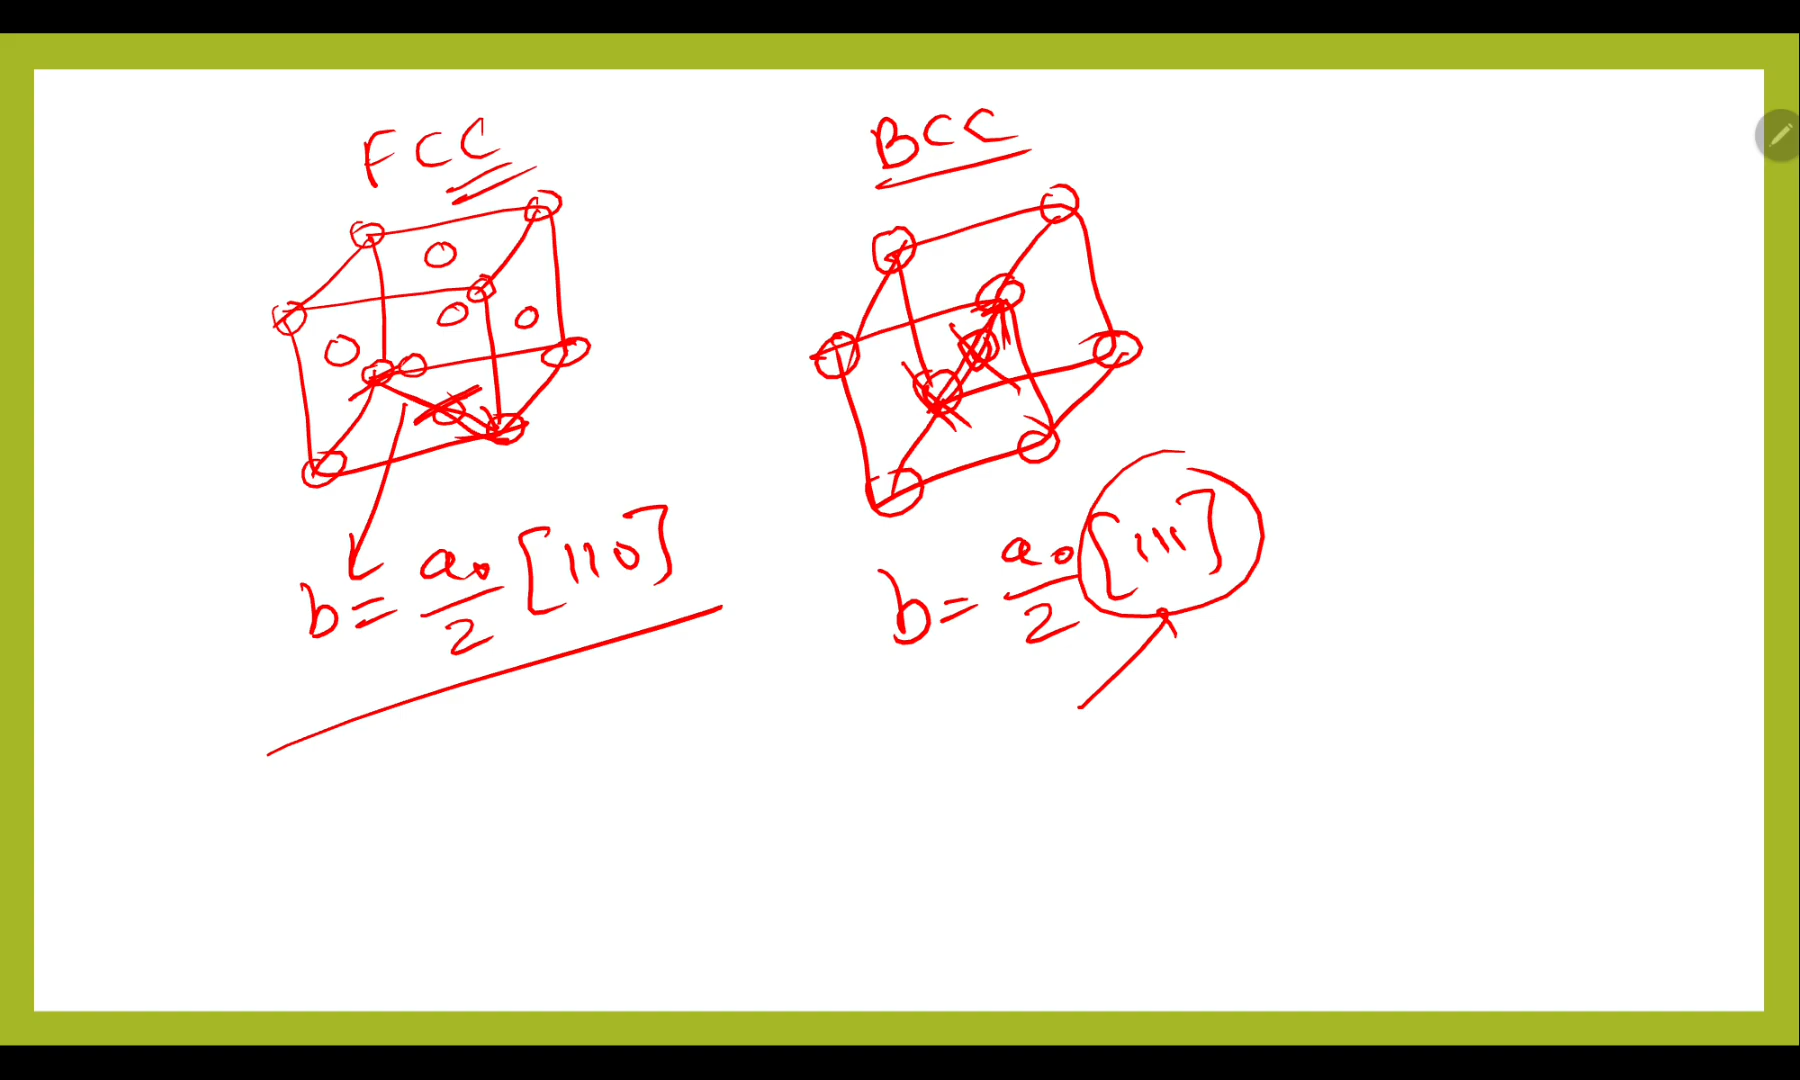 FCC
BCC
b = a₀/2 [110]
b = a₀/2 [111]